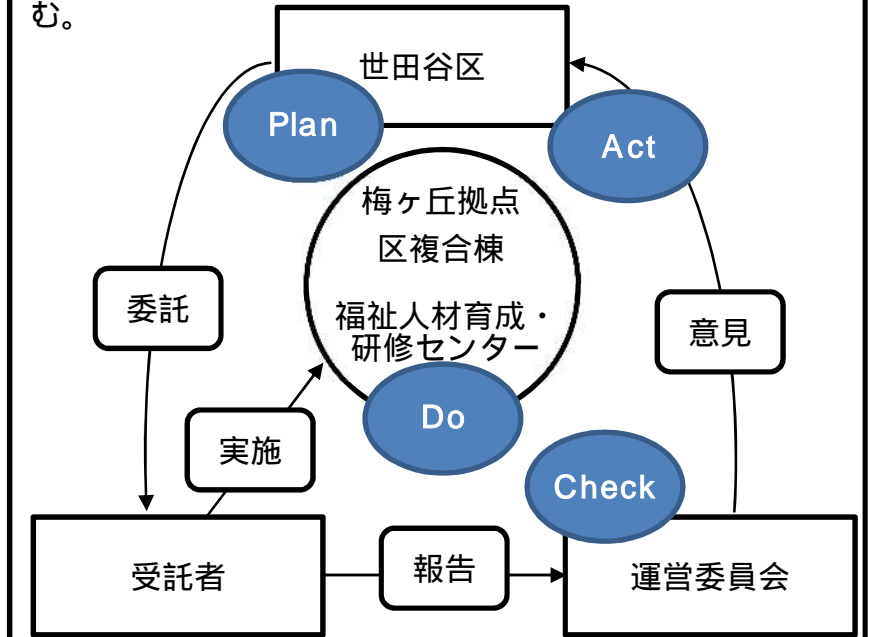 む。
世田谷区
Plan
Act
梅ヶ丘拠点
区複合棟
福祉人材育成・
研修センター
委託
意見
Do
実施
Check
受託者
報告
運営委員会